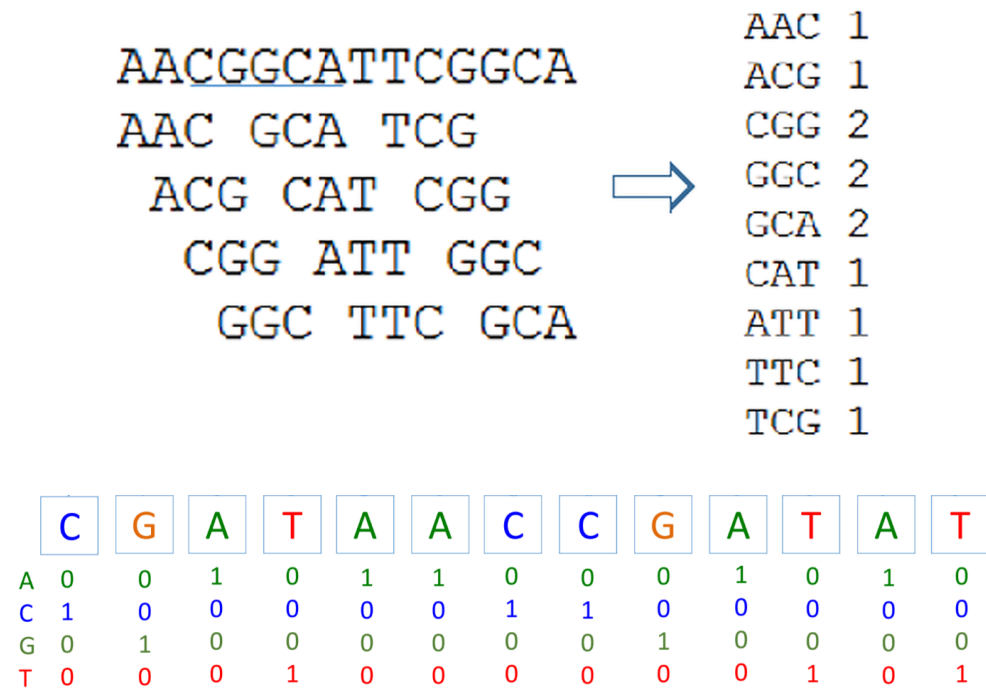 AACGGCATTCGGCA
AAC GCA TCG
ACG CAT CGG
CGG ATT GGC
GGC TTC GCA
AAC 1
ACG 1
CGG 2
GGC 2
GCA 2
CAT 1
ATT 1
TTC 1
TCG 1
C G A T A A C C G A T A T
A 0 0 1 0 1 1 0 0 0 1 0 1 0
C 1 0 0 0 0 0 1 1 0 0 0 0 0
G 0 1 0 0 0 0 0 0 1 0 0 0 0
T 0 0 0 1 0 0 0 0 0 0 1 0 1